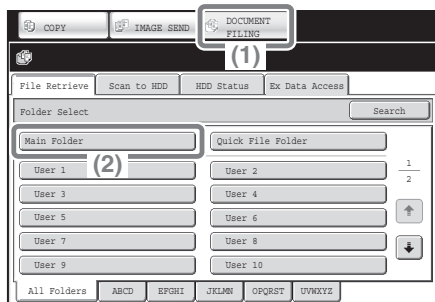 COPY IMAGE SEND DOCUMENT
FILING
(1)
File Retrieve Scan to HDD HDD Status Ex Data Access
Folder Select Search
Main Folder Quick File Folder
(2)
User 1 User 2 1
2
User 3 User 4
User 5 User 6
User 7 User 8
User 9 User 10
All Folders ABCD EFGHI JKLMN OPQRST UVWXYZ